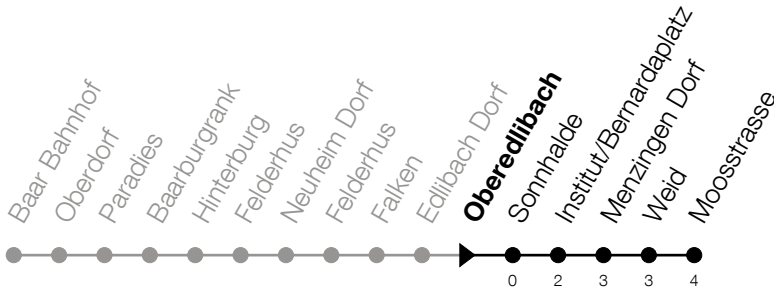 Baar Bahnhof
Oberdorf
Paradies
Baarburgrank
Hinterburg
Felderhus
Neuheim Dorf
Felderhus
Falken
Edlibach Dorf
Oberedlibach
Sonnhalde
Institut/Bernardaplatz
Menzingen Dorf
Weid
Moosstrasse
0 2 3 3 4